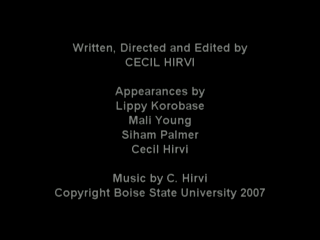 Written, Directed and Edited by
CECIL HIRVI
Appearances by
Lippy Korobase
Mali Young
Siham Palmer
Cecil Hirvi
Music by C. Hirvi
Copyright Boise State University 2007